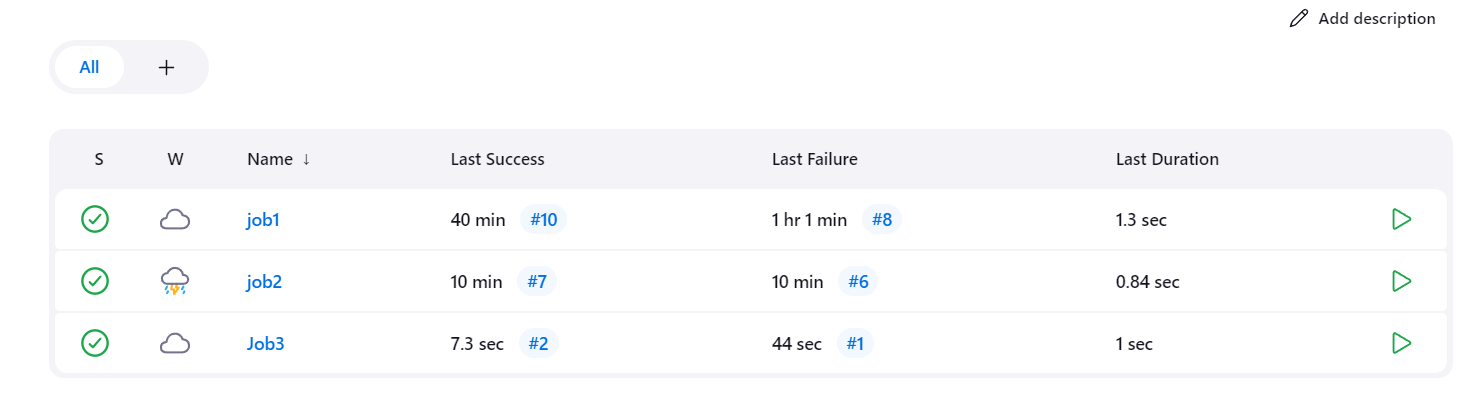 Add description
All +
S W Name ↓ Last Success Last Failure Last Duration
job1 40 min #10 1 hr 1 min #8 1.3 sec
job2 10 min #7 10 min #6 0.84 sec
Job3 7.3 sec #2 44 sec #1 1 sec